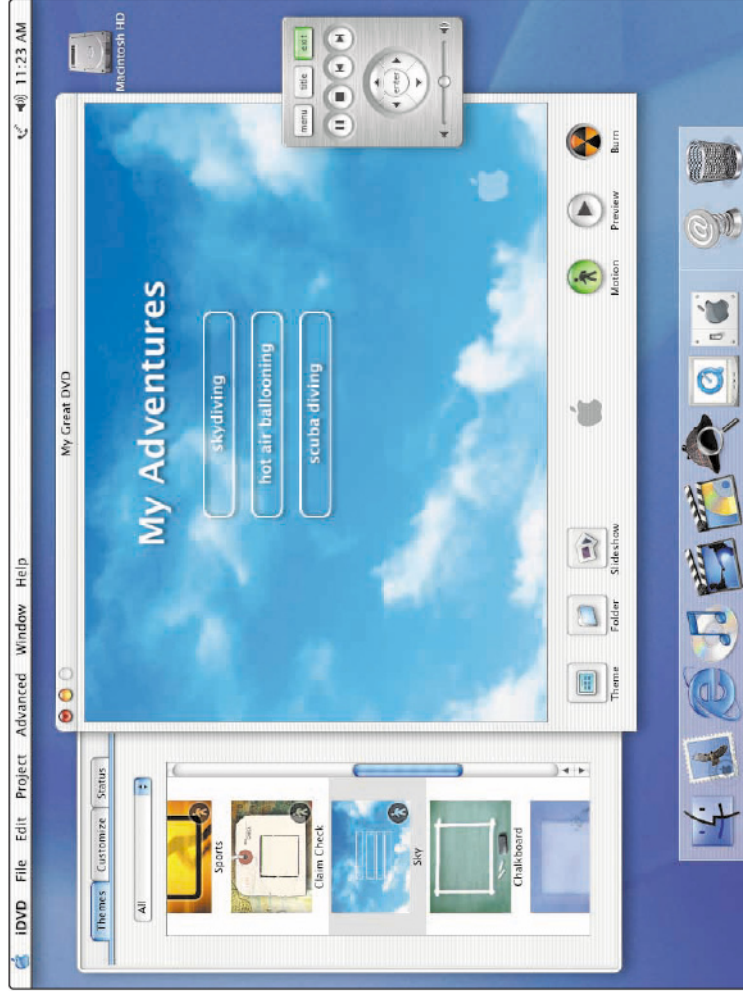 iDVD File Edit Project Advanced Window Help 11:23 AM
My Great DVD
Macintosh HD
Themes Customize Status
All
Sports
Claim Check
Sky
Chalkboard
My Adventures
skydiving
hot air ballooning
scuba diving
menu title exit
enter
Theme Folder Slideshow Motion Preview Burn